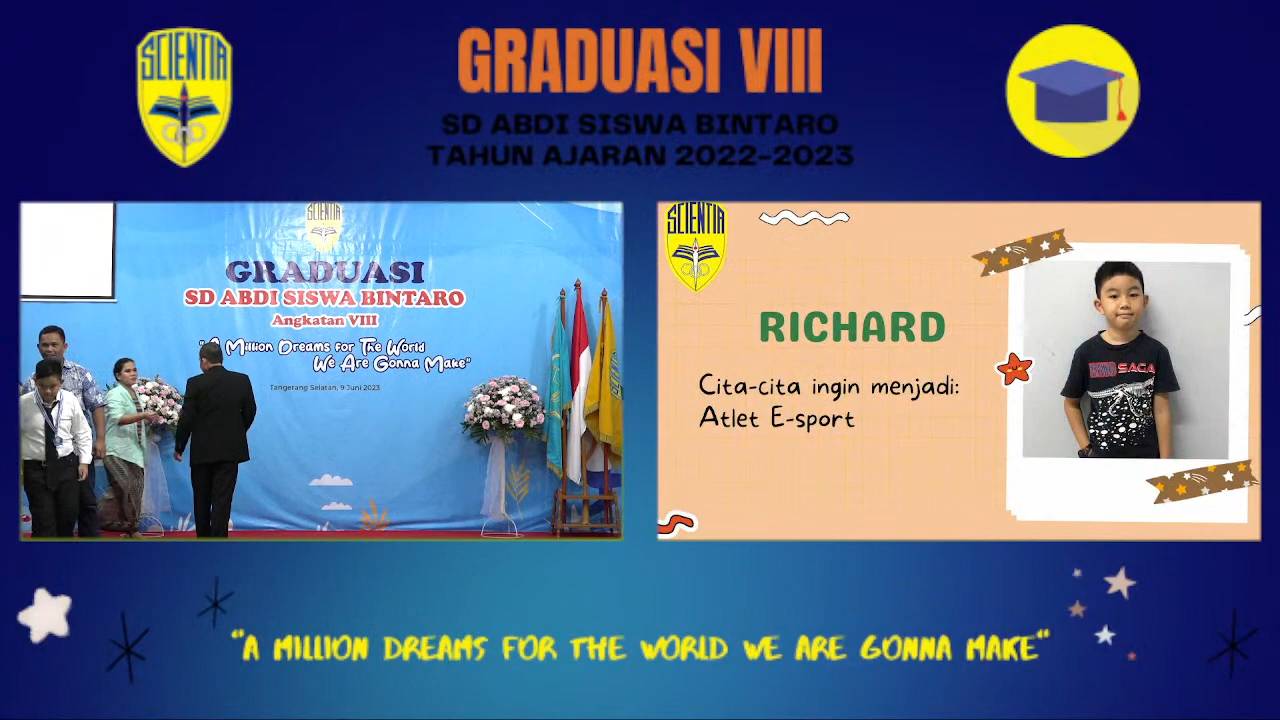 SCIENTIA
GRADUASI VIII
SD ABDI SISWA BINTARO
TAHUN AJARAN 2022-2023
SCIENTIA
GRADUASI
SD ABDI SISWA BINTARO
Angkatan VIII
"A Million Dreams for The World
We Are Gonna Make"
Tangerang Selatan, 9 Juni 2023
SCIENTIA
RICHARD
Cita-cita ingin menjadi:
Atlet E-sport
SAGA
"A MILLION DREAMS FOR THE WORLD WE ARE GONNA MAKE"